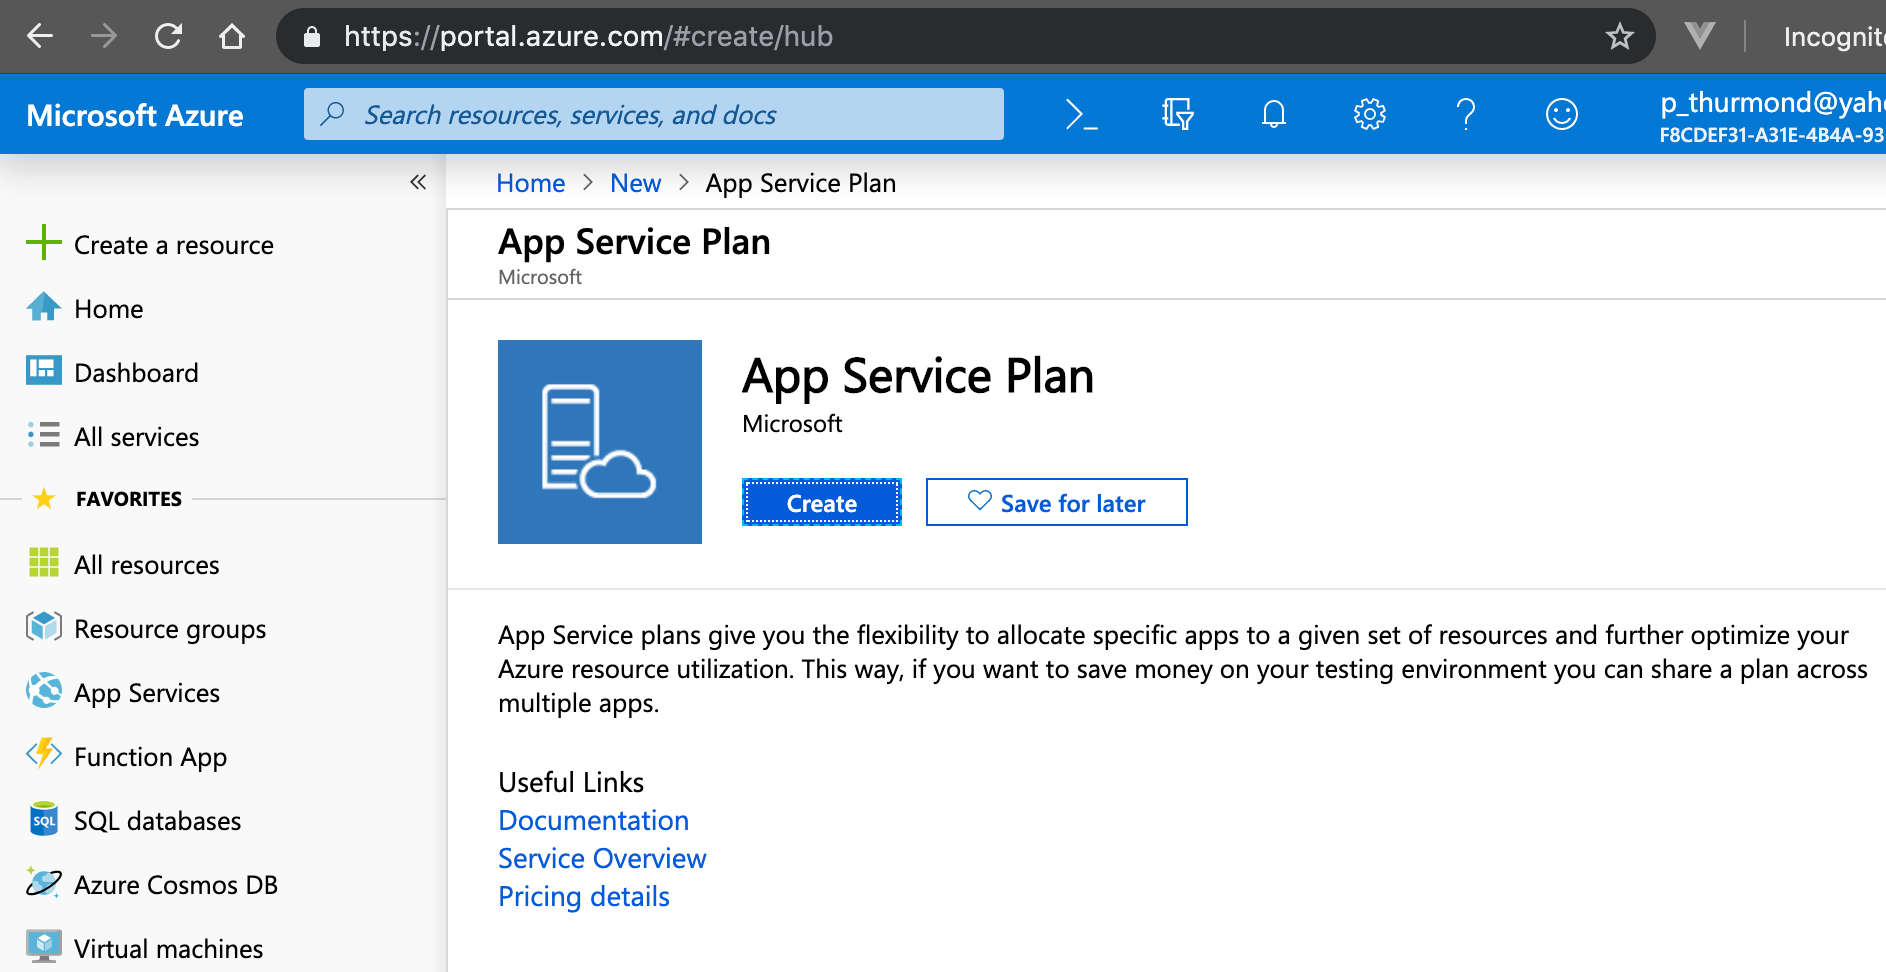 https://portal.azure.com/#create/hub
Incognit
Microsoft Azure
Search resources, services, and docs
p_thurmond@yah
F8CDEF31-A31E-4B4A-93
Home > New > App Service Plan
App Service Plan
Microsoft
Create a resource
Home
Dashboard
All services
FAVORITES
All resources
Resource groups
App Services
Function App
SQL
SQL databases
Azure Cosmos DB
Virtual machines
App Service Plan
Microsoft
Create
Save for later
App Service plans give you the flexibility to allocate specific apps to a given set of resources and further optimize your
Azure resource utilization. This way, if you want to save money on your testing environment you can share a plan across
multiple apps.
Useful Links
Documentation
Service Overview
Pricing details